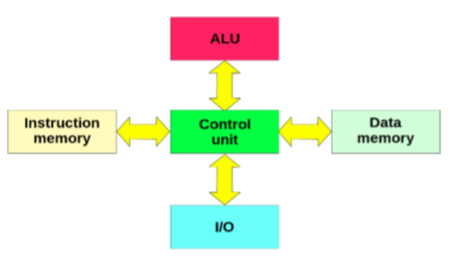 ALU
Instruction
memory
Control
unit
Data
memory
I/O